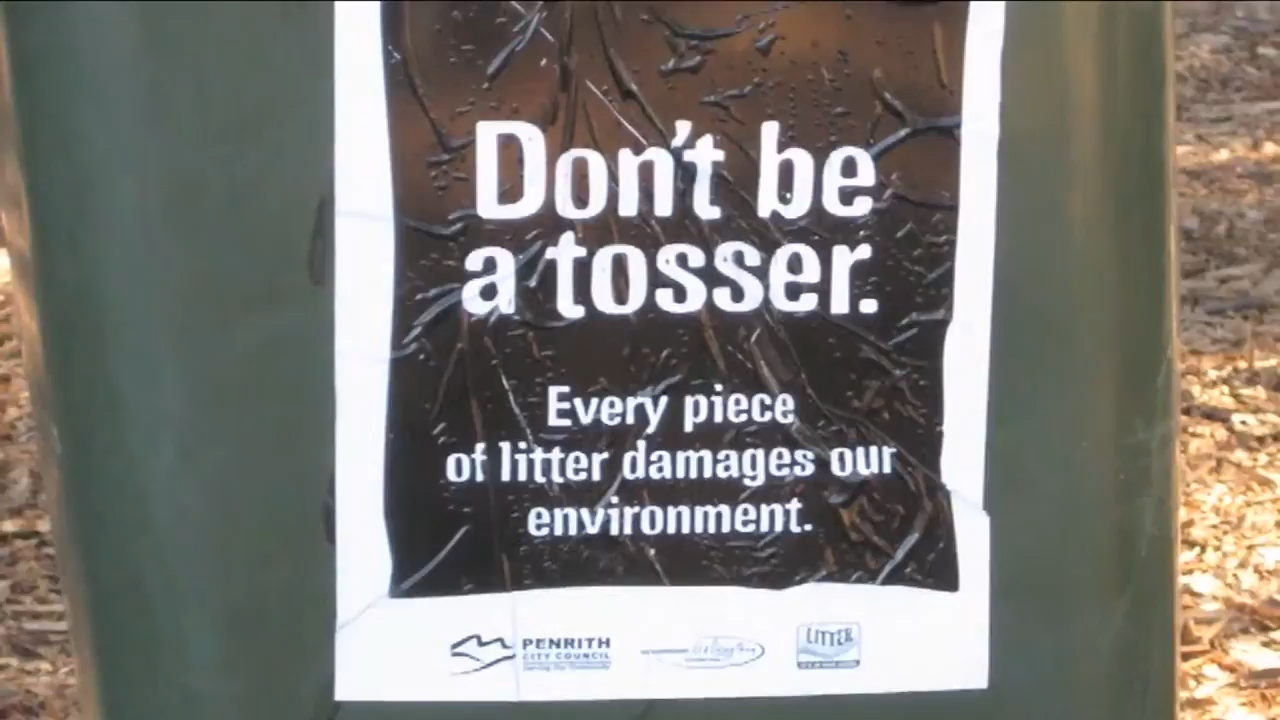 Don't be
a tosser.
Every piece
of litter damages our
environment.
PENRITH
CITY COUNCIL
LITTER